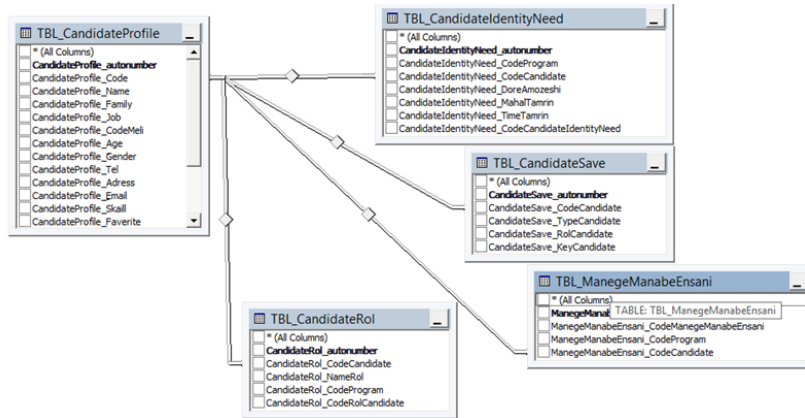 TBL_CandidateProfile
* (All Columns)
CandidateProfile_autonumber
CandidateProfile_Code
CandidateProfile_Name
CandidateProfile_Family
CandidateProfile_Job
CandidateProfile_CodeMeli
CandidateProfile_Age
CandidateProfile_Gender
CandidateProfile_Tel
CandidateProfile_Adress
CandidateProfile_Email
CandidateProfile_Skaill
CandidateProfile_Faverite
TBL_CandidateIdentityNeed
* (All Columns)
CandidateIdentityNeed_autonumber
CandidateIdentityNeed_CodeProgram
CandidateIdentityNeed_CodeCandidate
CandidateIdentityNeed_DoreAmozeshi
CandidateIdentityNeed_MahalTamrin
CandidateIdentityNeed_TimeTamrin
CandidateIdentityNeed_CodeCandidateIdentityNeed
TBL_CandidateSave
* (All Columns)
CandidateSave_autonumber
CandidateSave_CodeCandidate
CandidateSave_TypeCandidate
CandidateSave_RolCandidate
CandidateSave_KeyCandidate
TBL_ManegeManabeEnsani
* (All Columns)
TABLE: TBL_ManegeManabeEnsani
ManegeManabeEnsani_CodeManegeManabeEnsani
ManegeManabeEnsani_CodeProgram
ManegeManabeEnsani_CodeCandidate
TBL_CandidateRol
* (All Columns)
CandidateRol_autonumber
CandidateRol_CodeCandidate
CandidateRol_NameRol
CandidateRol_CodeProgram
CandidateRol_CodeRolCandidate